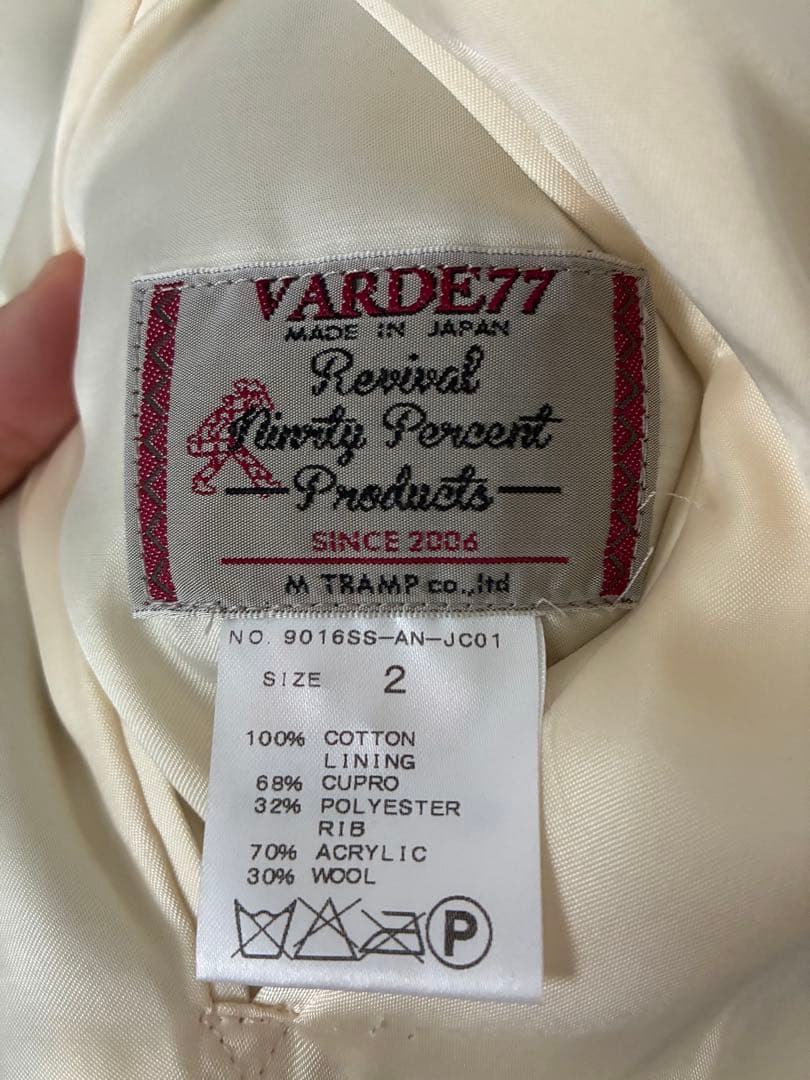 VARDE77
MADE IN JAPAN
Revival
Ninrty Percent
Products
SINCE 2006
M TRAMP co.,ltd
NO. 9016SS-AN-JC01
SIZE 2
100% COTTON
LINING
68% CUPRO
32% POLYESTER
RIB
70% ACRYLIC
30% WOOL
P